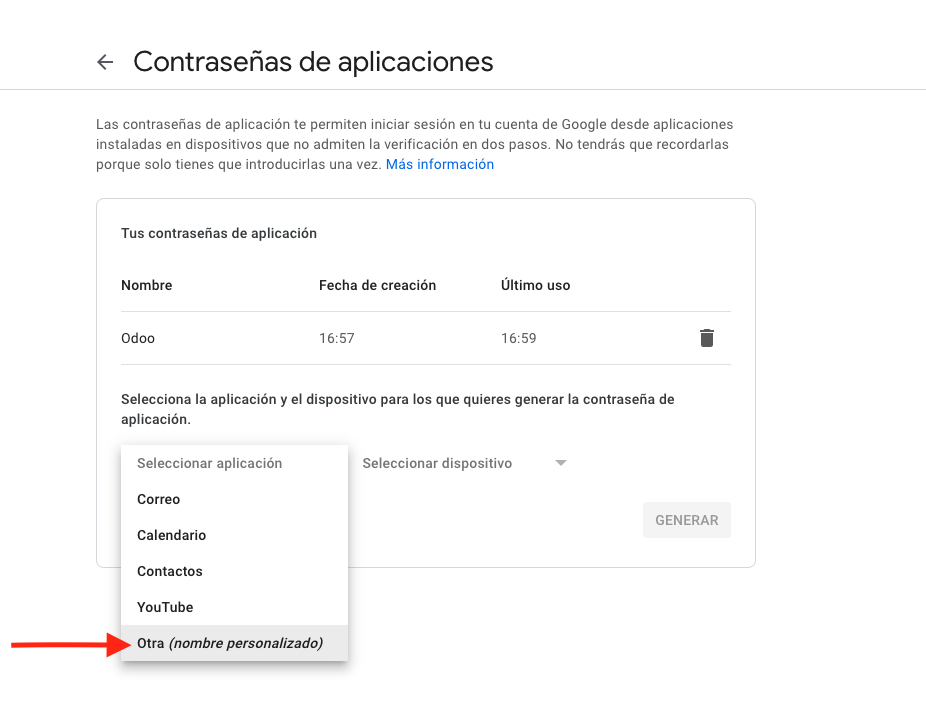 Contraseñas de aplicaciones
Las contraseñas de aplicación te permiten iniciar sesión en tu cuenta de Google desde aplicaciones
instaladas en dispositivos que no admiten la verificación en dos pasos. No tendrás que recordarlas
porque solo tienes que introducirlas una vez. Más información
Tus contraseñas de aplicación
Nombre Fecha de creación Último uso
Odoo 16:57 16:59
Selecciona la aplicación y el dispositivo para los que quieres generar la contraseña de
aplicación.
Seleccionar aplicación Seleccionar dispositivo
Correo
GENERAR
Calendario
Contactos
YouTube
Otra (nombre personalizado)